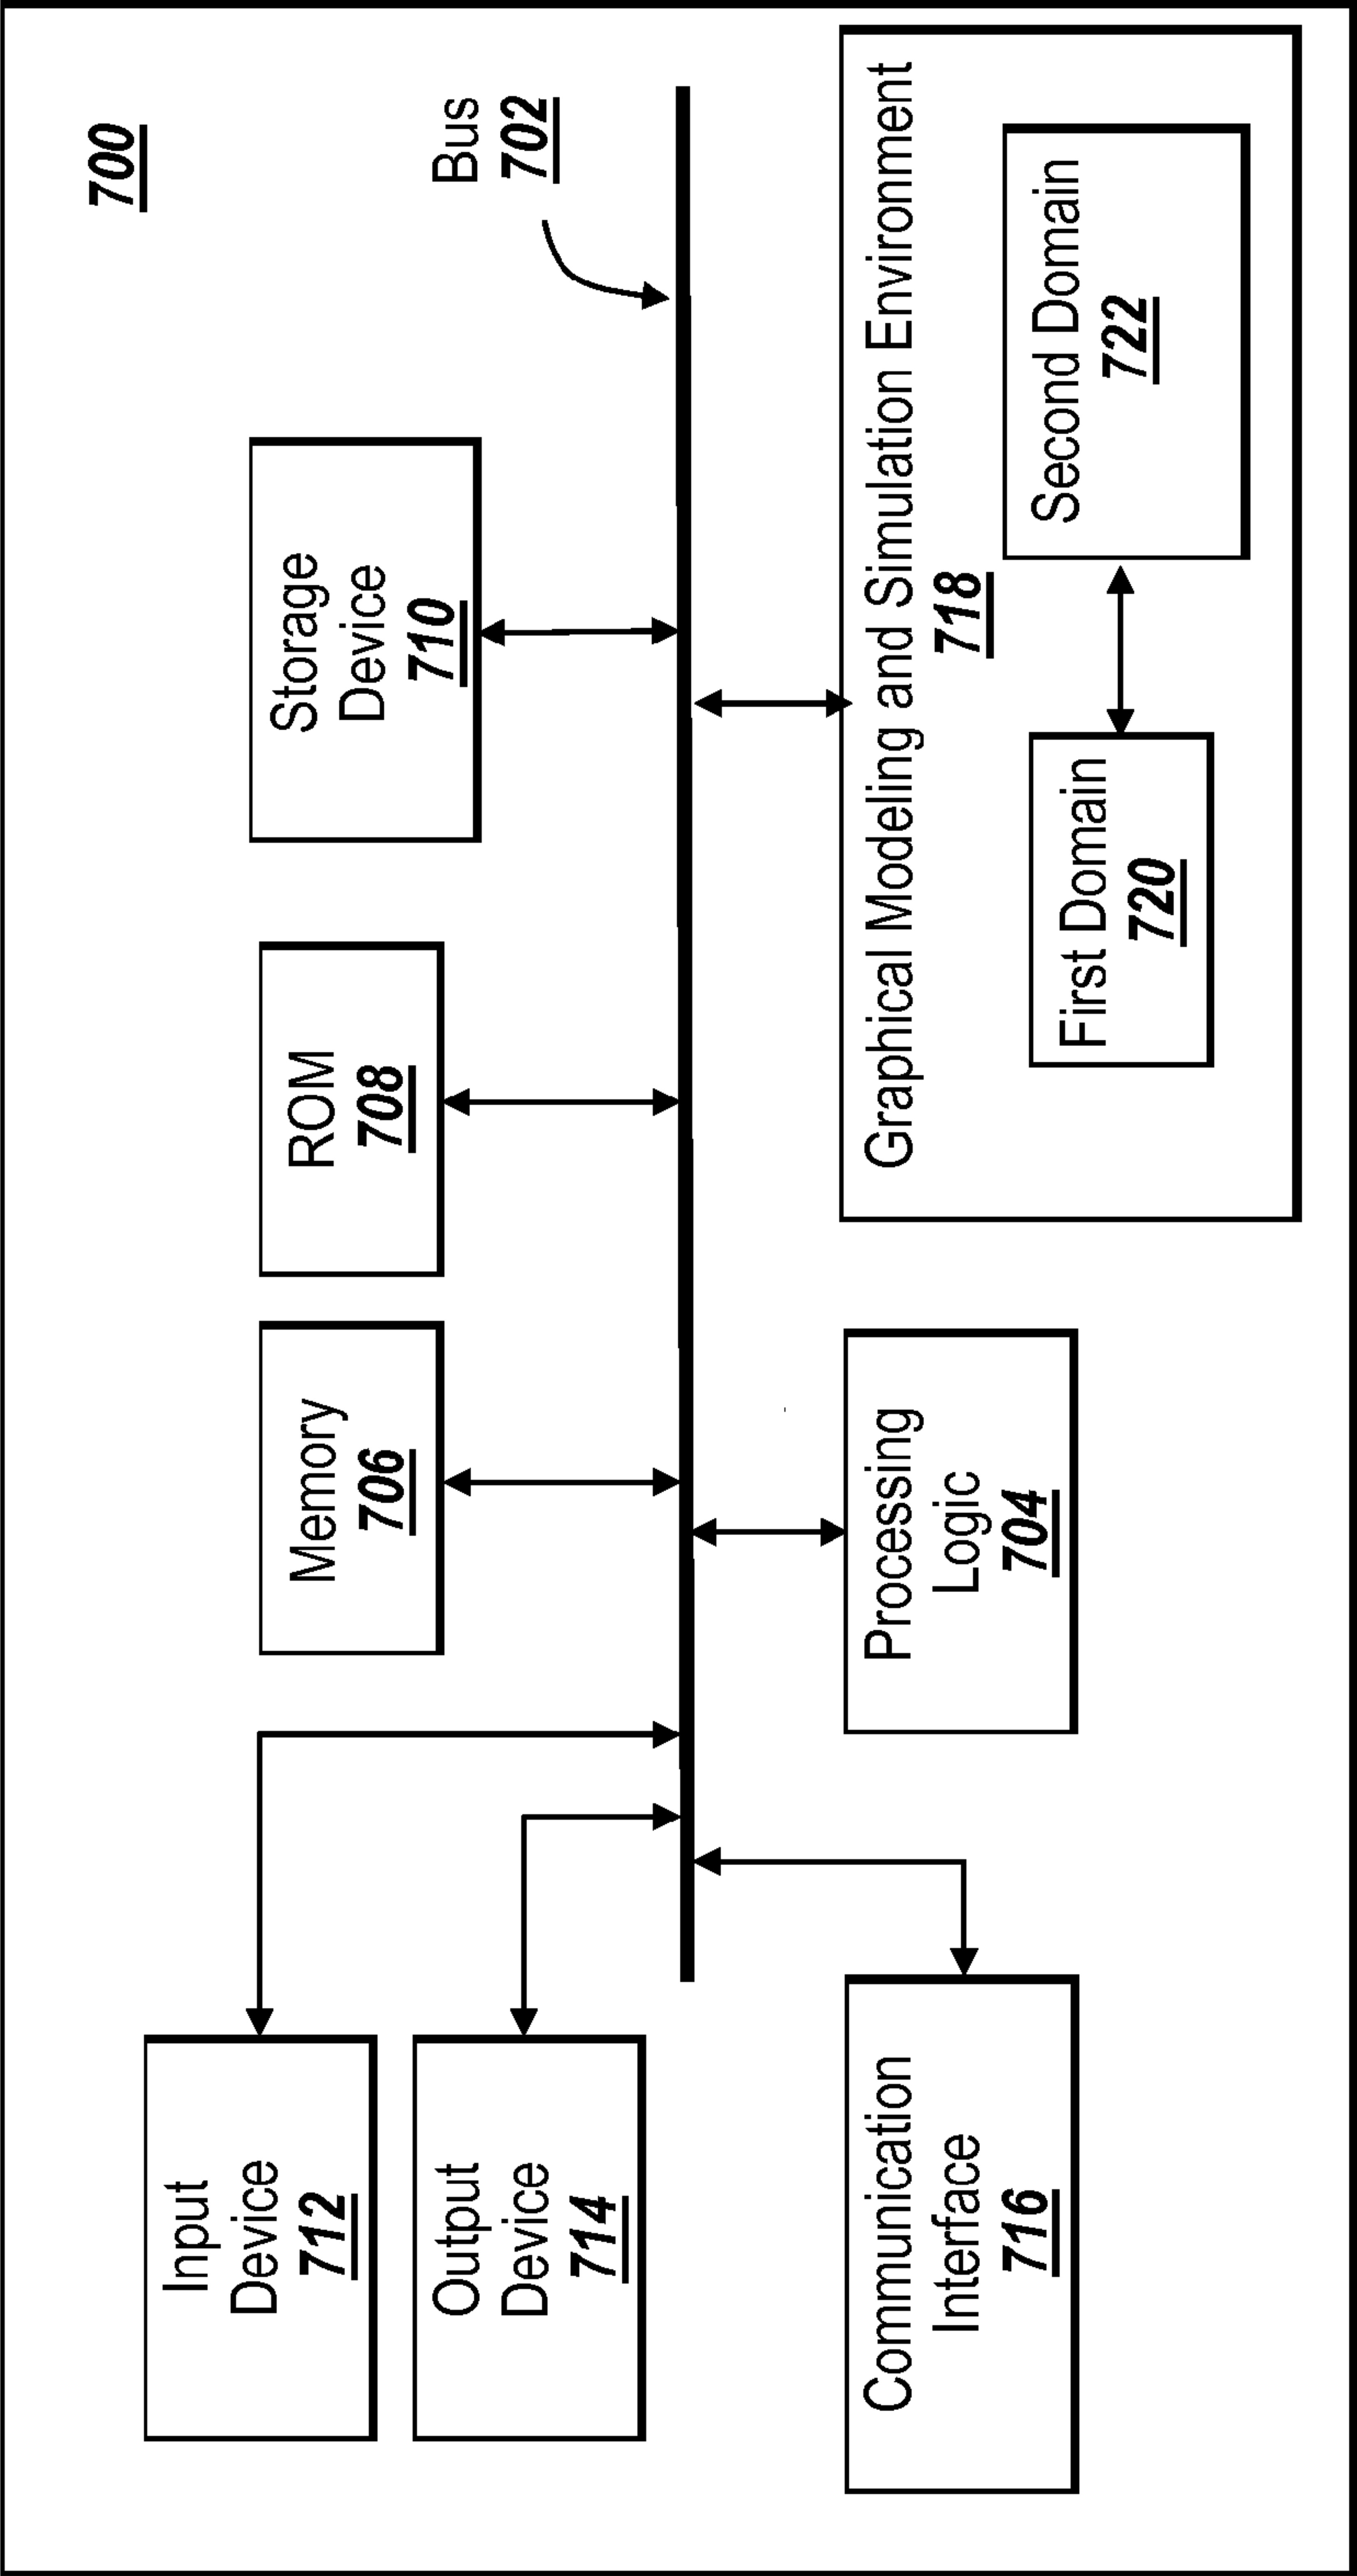 700
Input
Device
712
Output
Device
714
Memory
706
ROM
708
Storage
Device
710
Bus
702
Communication
Interface
716
Processing
Logic
704
Graphical Modeling and Simulation Environment
718
First Domain
720
Second Domain
722